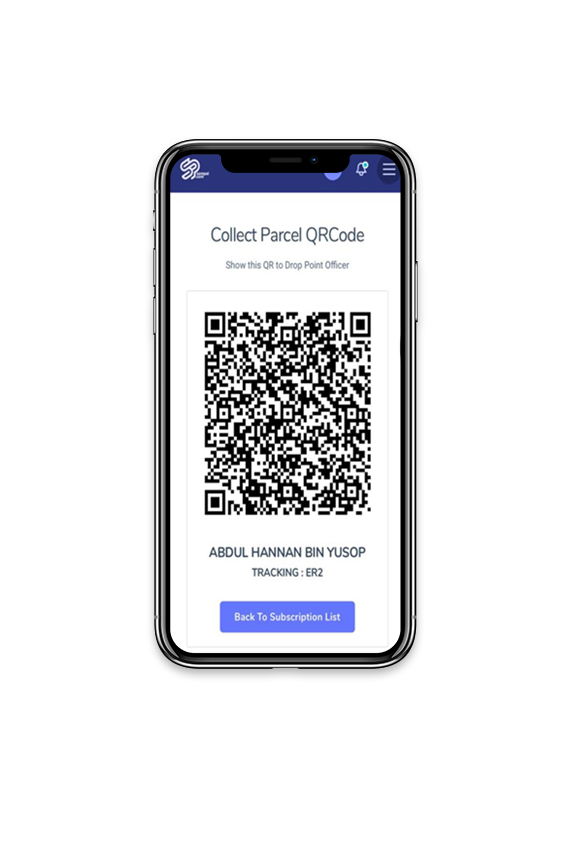 Collect Parcel QRCode
Show this QR to Drop Point Officer
ABDUL HANNAN BIN YUSOP
TRACKING : ER2
Back To Subscription List